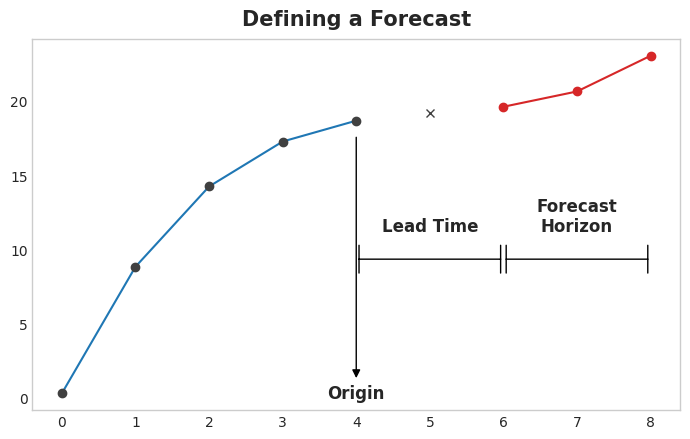 Defining a Forecast
20
15
10
5
0
Lead Time
Forecast
Horizon
Origin
0 1 2 3 4 5 6 7 8